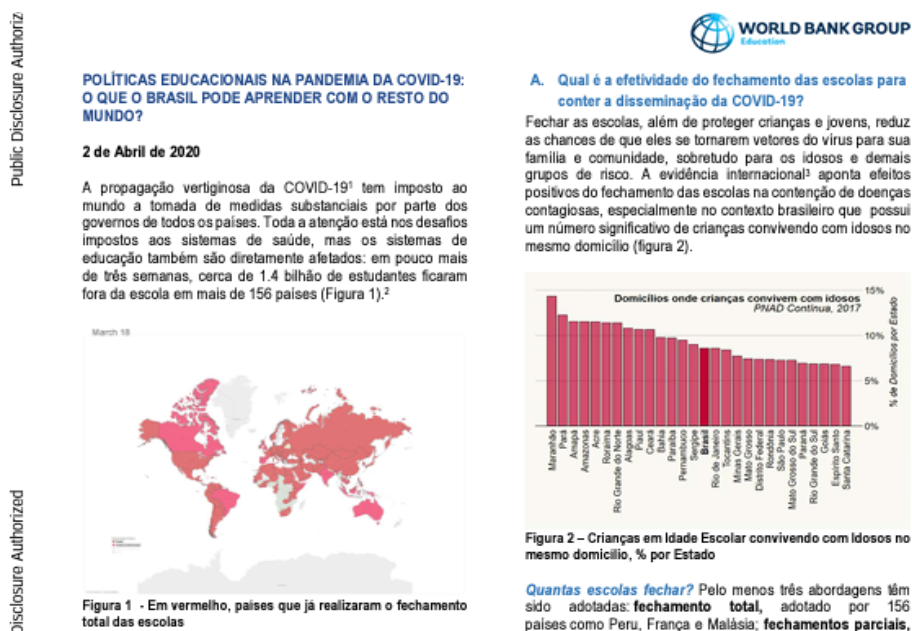 Public Disclosure Authoriz
Disclosure Authorized
WORLD BANK GROUP
Education
POLÍTICAS EDUCACIONAIS NA PANDEMIA DA COVID-19:
O QUE O BRASIL PODE APRENDER COM O RESTO DO
MUNDO?
2 de Abril de 2020
A propagação vertiginosa da COVID-19¹ tem imposto ao
mundo a tomada de medidas substanciais por parte dos
governos de todos os países. Toda a atenção está nos desafios
impostos aos sistemas de saúde, mas os sistemas de
educação também são diretamente afetados: em pouco mais
de três semanas, cerca de 1.4 bilhão de estudantes ficaram
fora da escola em mais de 156 países (Figura 1).²
March 18
Figura 1 - Em vermelho, países que já realizaram o fechamento
total das escolas
A. Qual é a efetividade do fechamento das escolas para
conter a disseminação da COVID-19?
Fechar as escolas, além de proteger crianças e jovens, reduz
as chances de que eles se tornarem vetores do vírus para sua
família e comunidade, sobretudo para os idosos e demais
grupos de risco. A evidência internacional³ aponta efeitos
positivos do fechamento das escolas na contenção de doenças
contagiosas, especialmente no contexto brasileiro que possui
um número significativo de crianças convivendo com idosos no
mesmo domicílio (figura 2).
Domicílios onde crianças convivem com idosos
PNAD Contínua, 2017
15%
10%
5%
0%
% de Domicílios por Estado
Maranhão
Pará
Amapá
Amazonas
Acre
Roraima
Rio Grande do Norte
Alagoas
Piauí
Ceará
Bahia
Paraíba
Pernambuco
Sergipe
Brasil
Rio de Janeiro
Tocantins
Minas Gerais
Mato Grosso
Distrito Federal
Rondônia
São Paulo
Mato Grosso do Sul
Paraná
Rio Grande do Sul
Goiás
Espírito Santo
Santa Catarina
Figura 2 – Crianças em Idade Escolar convivendo com Idosos no
mesmo domicílio, % por Estado
Quantas escolas fechar? Pelo menos três abordagens têm
sido adotadas: fechamento total, adotado por 156
países como Peru, França e Malásia; fechamentos parciais,